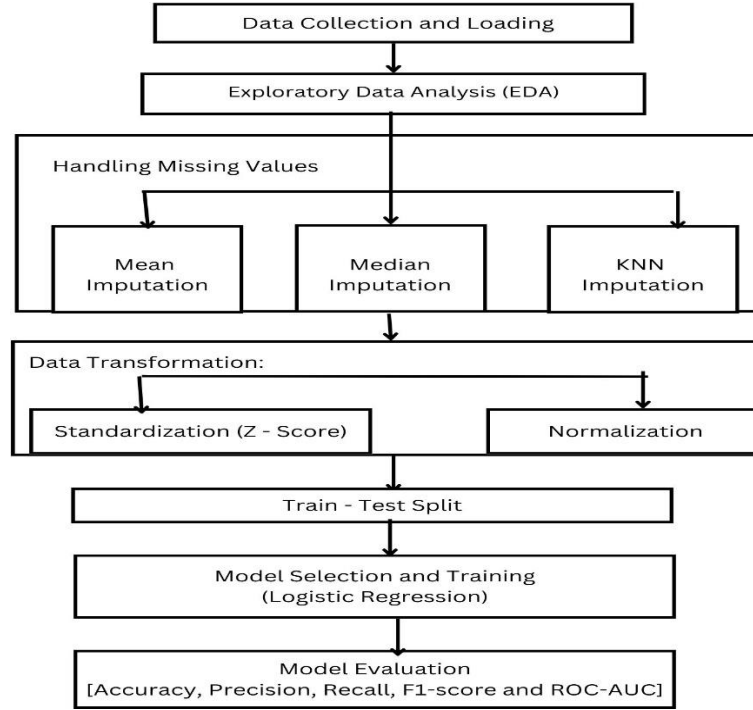 Data Collection and Loading
Exploratory Data Analysis (EDA)
Handling Missing Values
Mean
Imputation
Median
Imputation
KNN
Imputation
Data Transformation:
Standardization (Z - Score)
Normalization
Train - Test Split
Model Selection and Training
(Logistic Regression)
Model Evaluation
[Accuracy, Precision, Recall, F1-score and ROC-AUC]